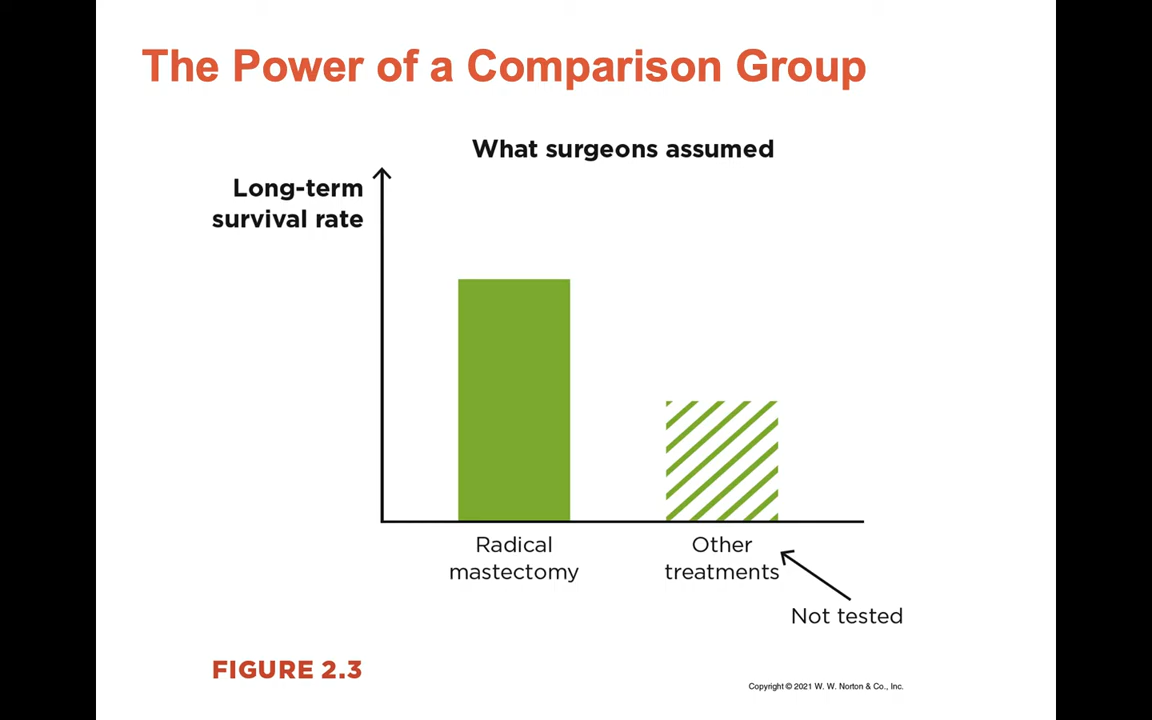 The Power of a Comparison Group
What surgeons assumed
Long-term
survival rate
Radical
mastectomy
Other
treatments
Not tested
FIGURE 2.3
Copyright © 2021 W. W. Norton & Co., Inc.